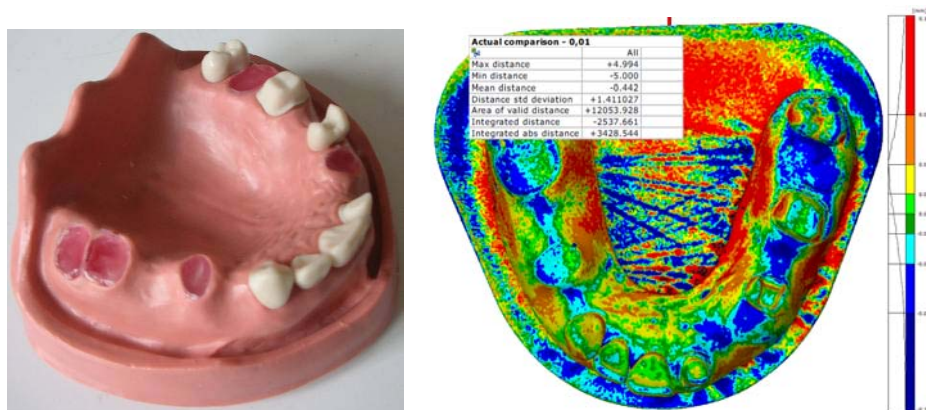 [mm]
Actual comparison - 0,01
All
Max distance +4.994
Min distance -5.000
Mean distance -0.442
Distance std deviation +1.411027
Area of valid distance +12053.928
Integrated distance -2537.661
Integrated abs distance +3428.544